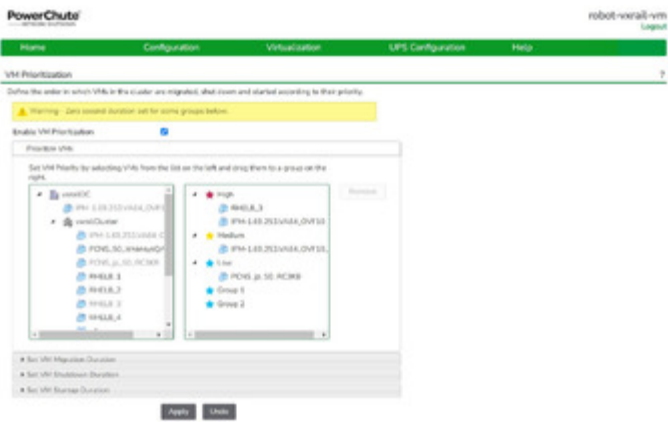 PowerChute
NETWORK SHUTDOWN
robot-vxrail-vm
Logout
Home Configuration Virtualization UPS Configuration Help
VM Prioritization ?
Define the order in which VMs in the cluster are migrated, shut down and started according to their priority.
Warning - Zero second duration set for some groups below.
Enable VM Prioritization
Prioritize VMs
Set VM Priority by selecting VMs from the list on the left and drag them to a group on the
right.
Remove
High
RHEL8_3
Medium
Low
RHEL8_1
Group 1
RHEL8_2
Group 2
RHEL8_3
RHEL8_4
Set VM Migration Duration
Set VM Shutdown Duration
Set VM Startup Duration
Apply Undo